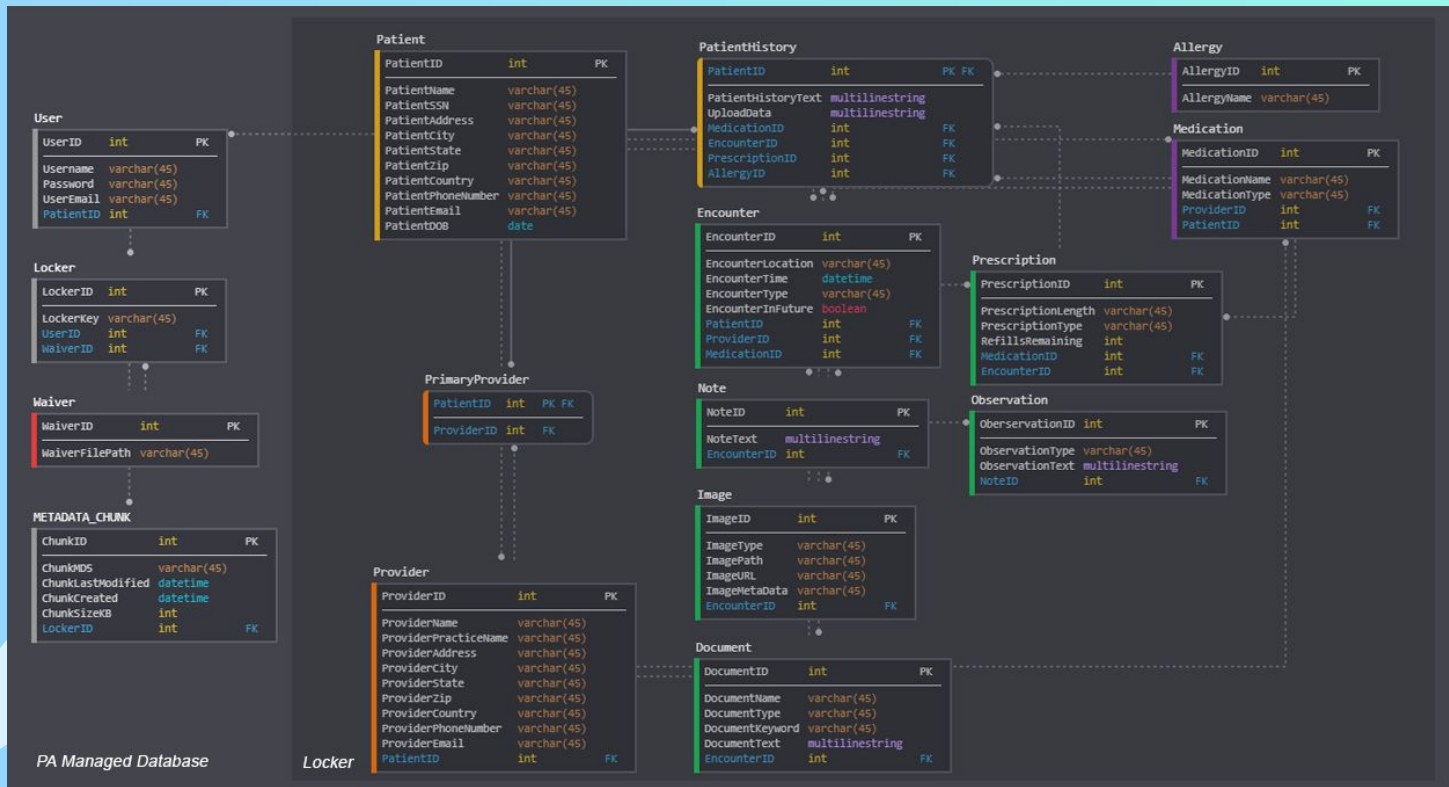 User
UserID int PK
Username varchar(45)
Password varchar(45)
UserEmail varchar(45)
PatientID int FK
Locker
LockerID int PK
LockerKey varchar(45)
UserID int FK
WaiverID int FK
Waiver
WaiverID int PK
WaiverFilePath varchar(45)
METADATA_CHUNK
ChunkID int PK
ChunkMD5 varchar(45)
ChunkLastModified datetime
ChunkCreated datetime
ChunkSizeKB int
LockerID int FK
PA Managed Database
Patient
PatientID int PK
PatientName varchar(45)
PatientSSN varchar(45)
PatientAddress varchar(45)
PatientCity varchar(45)
PatientState varchar(45)
PatientZip varchar(45)
PatientCountry varchar(45)
PatientPhoneNumber varchar(45)
PatientEmail varchar(45)
PatientDOB date
PrimaryProvider
PatientID int PK FK
ProviderID int FK
Provider
ProviderID int PK
ProviderName varchar(45)
ProviderPracticeName varchar(45)
ProviderAddress varchar(45)
ProviderCity varchar(45)
ProviderState varchar(45)
ProviderZip varchar(45)
ProviderCountry varchar(45)
ProviderPhoneNumber varchar(45)
ProviderEmail varchar(45)
PatientID int FK
Locker
PatientHistory
PatientID int PK FK
PatientHistoryText multilinestring
UploadData multilinestring
MedicationID int FK
EncounterID int FK
PrescriptionID int FK
AllergyID int FK
Encounter
EncounterID int PK
EncounterLocation varchar(45)
EncounterTime datetime
EncounterType varchar(45)
EncounterInFuture boolean
PatientID int FK
ProviderID int FK
MedicationID int FK
Note
NoteID int PK
NoteText multilinestring
EncounterID int FK
Image
ImageID int PK
ImageType varchar(45)
ImagePath varchar(45)
ImageURL varchar(45)
ImageMetaData varchar(45)
EncounterID int FK
Document
DocumentID int PK
DocumentName varchar(45)
DocumentType varchar(45)
DocumentKeyword varchar(45)
DocumentText multilinestring
EncounterID int FK
Allergy
AllergyID int PK
AllergyName varchar(45)
Medication
MedicationID int PK
MedicationName varchar(45)
MedicationType varchar(45)
ProviderID int FK
PatientID int FK
Prescription
PrescriptionID int PK
PrescriptionLength varchar(45)
PrescriptionType varchar(45)
RefillsRemaining int
MedicationID int FK
EncounterID int FK
Observation
OberservationID int PK
ObservationType varchar(45)
ObservationText multilinestring
NoteID int FK